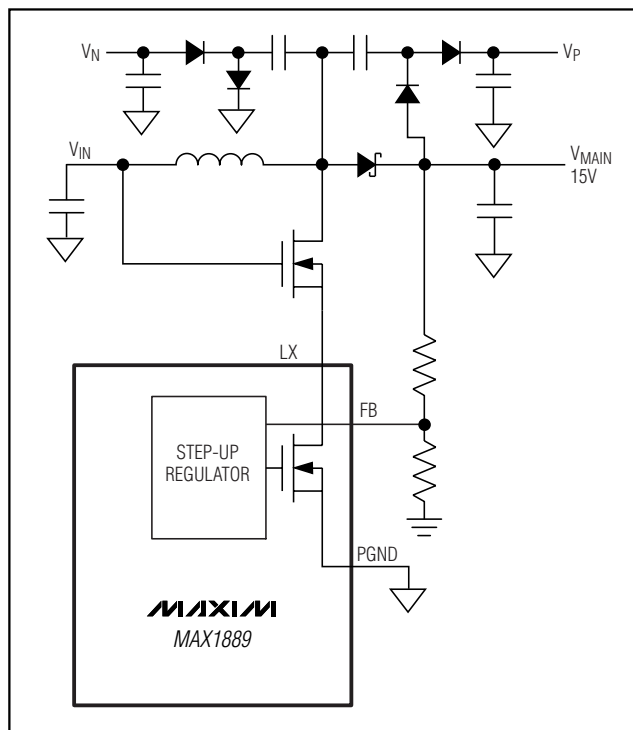 VN
VP
VIN
VMAIN
15V
LX
FB
STEP-UP
REGULATOR
PGND
MAXIM
MAX1889